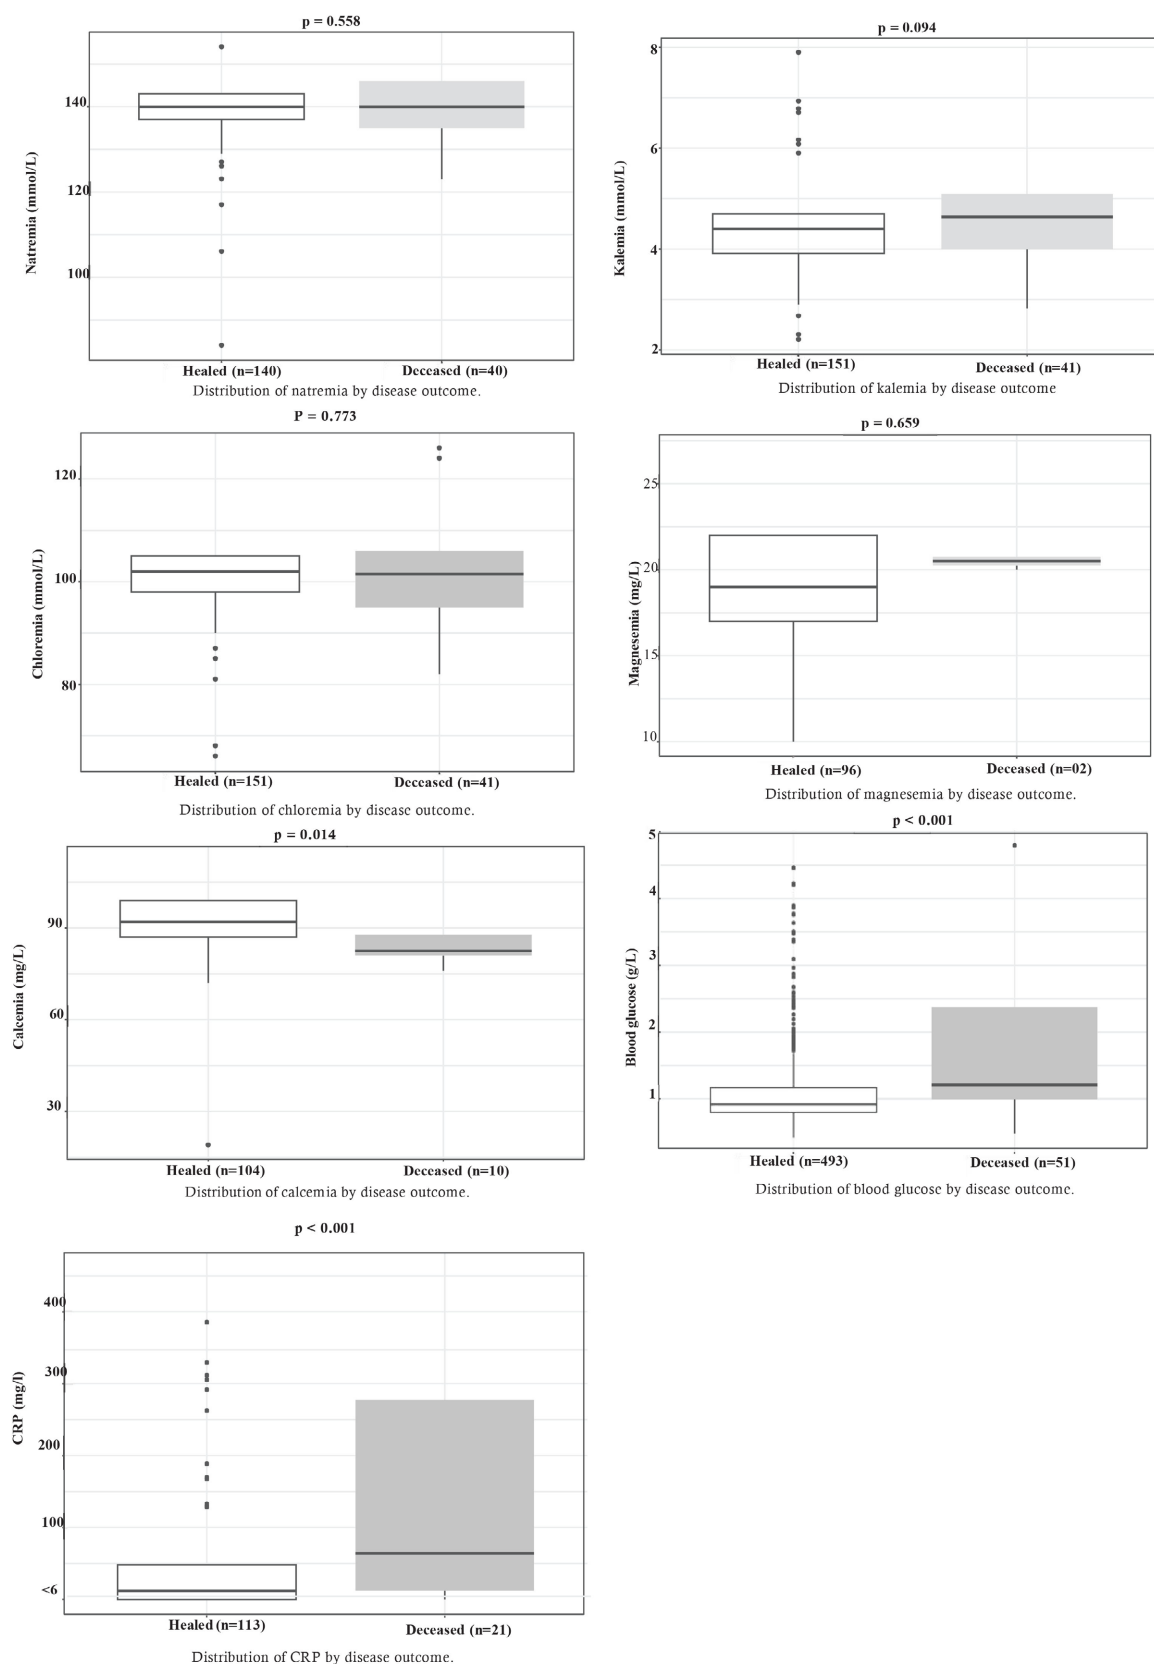 p = 0.558
Natremia (mmol/L)
140
120
100
Healed (n=140)
Deceased (n=40)
Distribution of natremia by disease outcome.
p = 0.094
Kalemia (mmol/L)
8
6
4
2
Healed (n=151)
Deceased (n=41)
Distribution of kalemia by disease outcome
P = 0.773
Chloremia (mmol/L)
120
100
80
Healed (n=151)
Deceased (n=41)
Distribution of chloremia by disease outcome.
p = 0.659
Magnesemia (mg/L)
25
20
15
10
Healed (n=96)
Deceased (n=02)
Distribution of magnesemia by disease outcome.
p = 0.014
Calcemia (mg/L)
90
60
30
Healed (n=104)
Deceased (n=10)
Distribution of calcemia by disease outcome.
p < 0.001
Blood glucose (g/L)
5
4
3
2
1
Healed (n=493)
Deceased (n=51)
Distribution of blood glucose by disease outcome.
p < 0.001
CRP (mg/l)
400
300
200
100
<6
Healed (n=113)
Deceased (n=21)
Distribution of CRP by disease outcome.